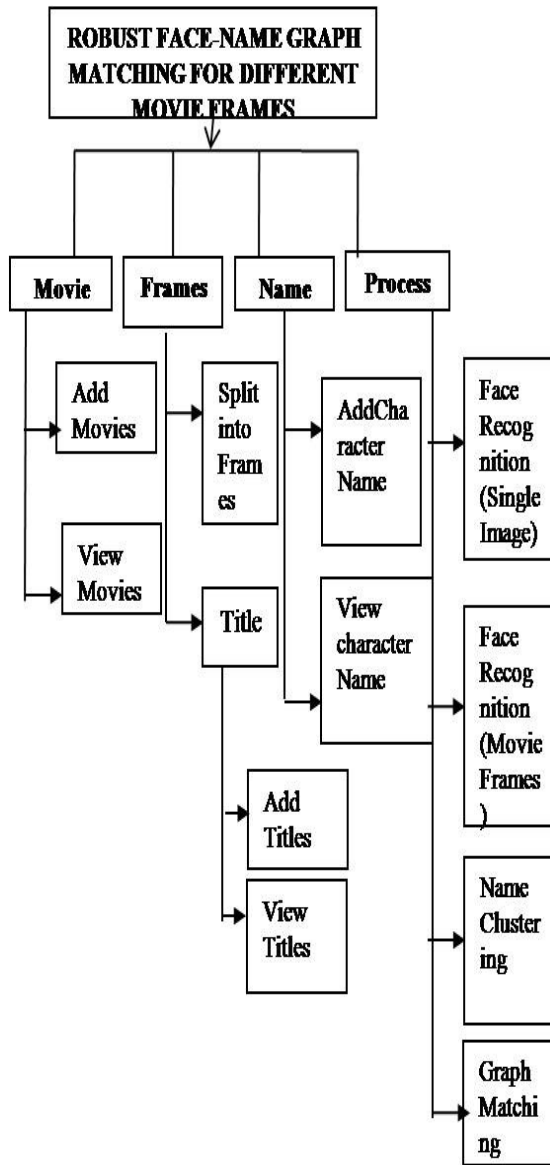 ROBUST FACE-NAME GRAPH
MATCHING FOR DIFFERENT
MOVIE FRAMES
Movie
Frames
Name
Process
Add
Movies
View
Movies
Split
into
Fram
es
Title
Add
Titles
View
Titles
AddCha
racter
Name
View
character
Name
Face
Recog
nition
(Single
Image)
Face
Recog
nition
(Movie
Frames
)
Name
Cluster
ing
Graph
Matchi
ng